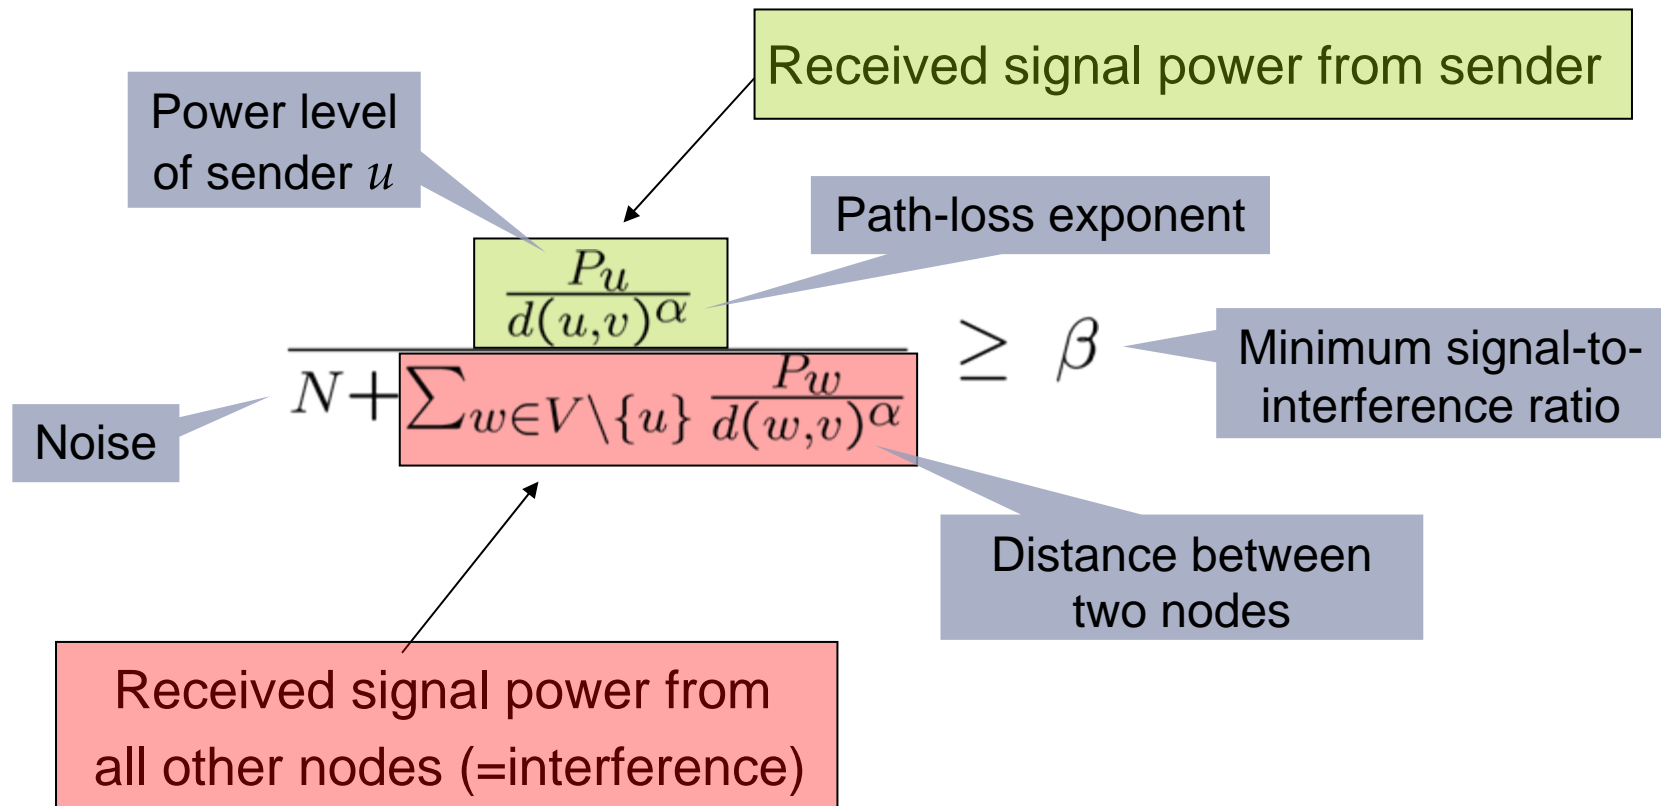 Received signal power from sender
Power level
of sender u
Path-loss exponent
P_u
d(u,v)^α
≥ β
N+∑_{w∈V\{u}} P_w
d(w,v)^α
Minimum signal-to-
interference ratio
Noise
Distance between
two nodes
Received signal power from
all other nodes (=interference)